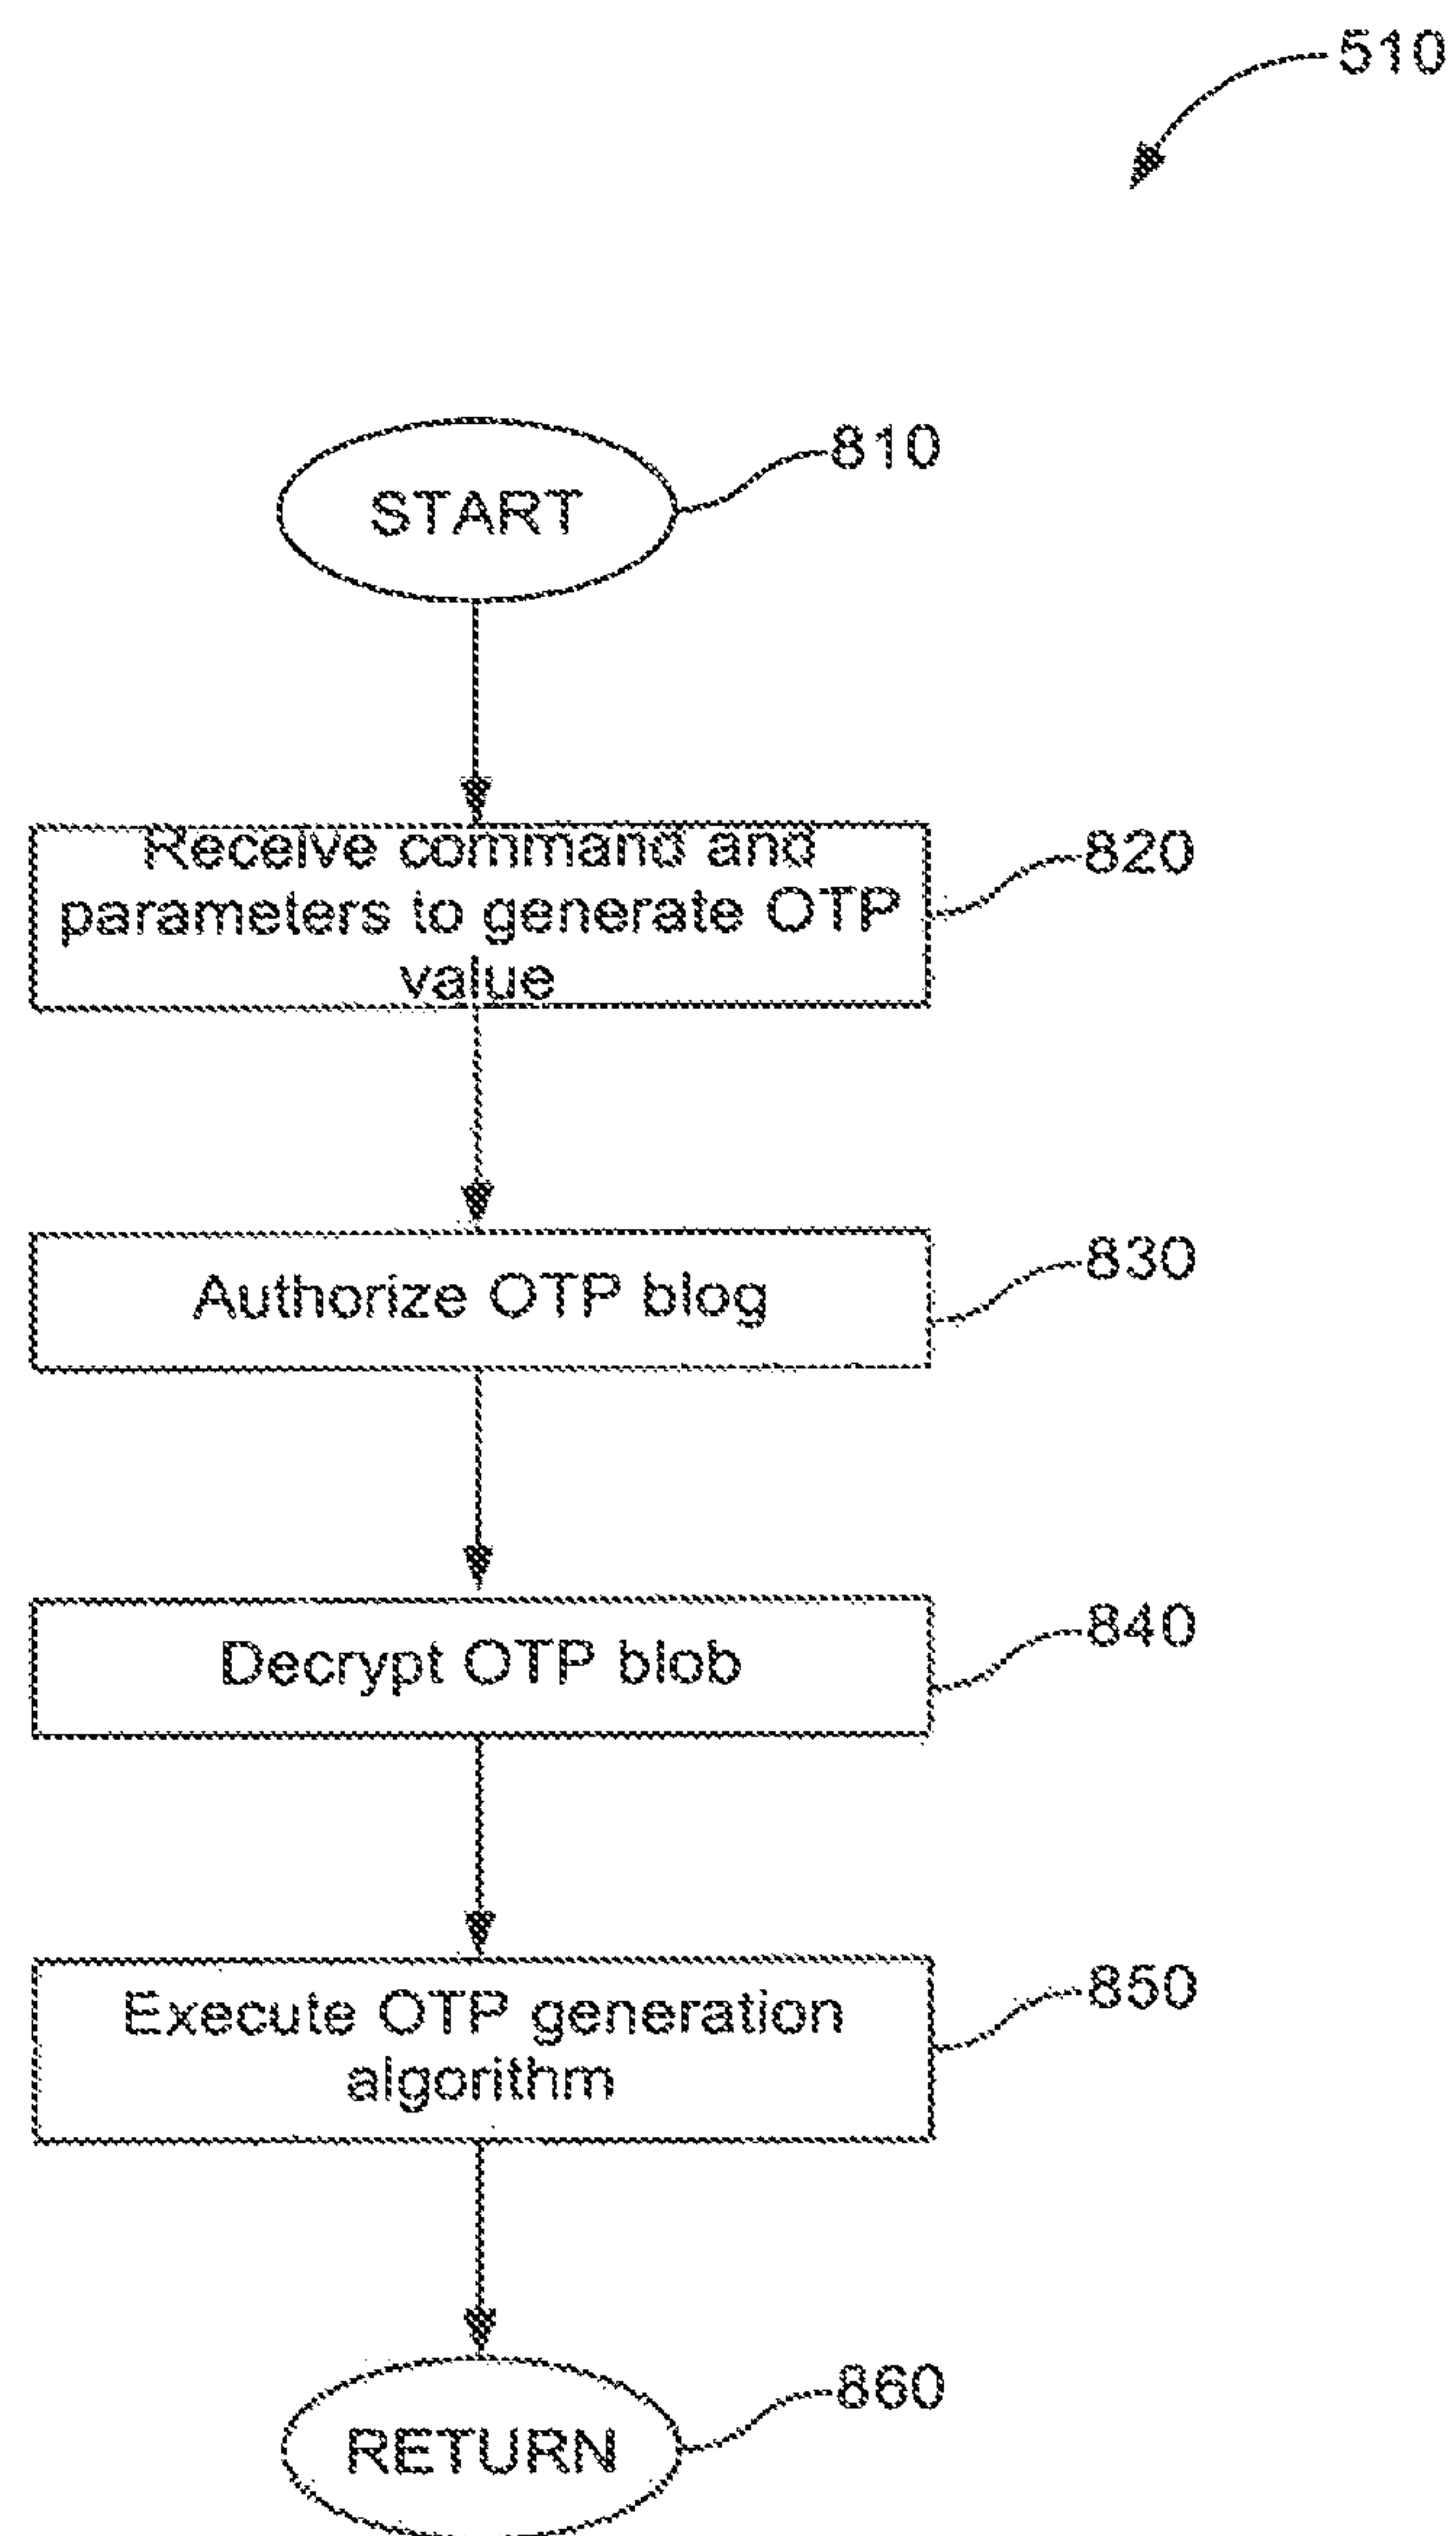 510
START
810
Receive command and
parameters to generate OTP
value
820
Authorize OTP blog
830
Decrypt OTP blob
840
Execute OTP generation
algorithm
850
RETURN
860